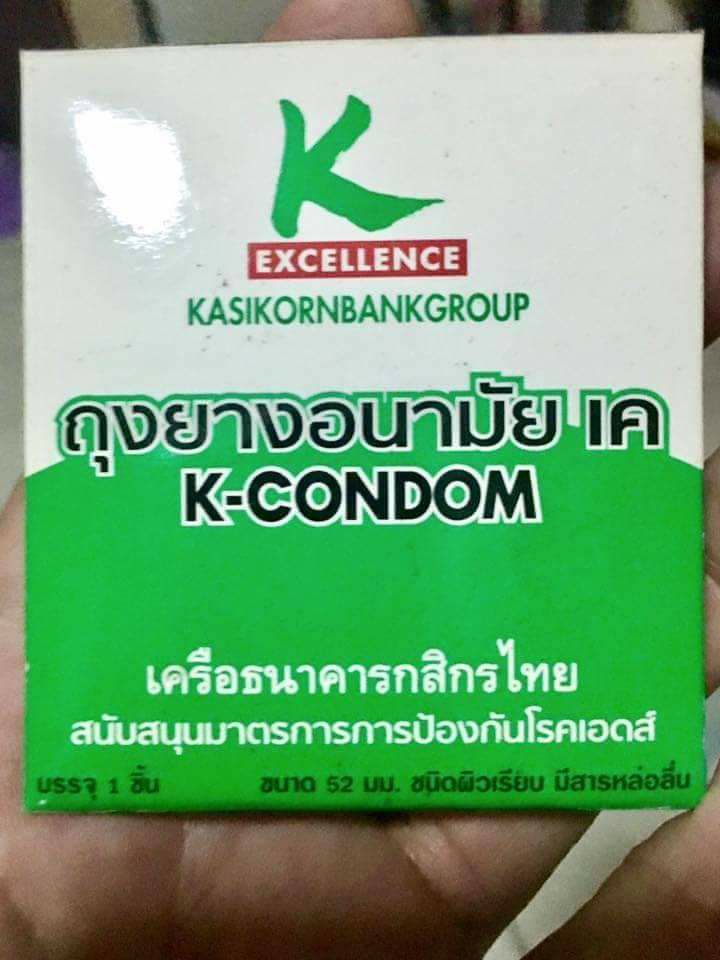 K
EXCELLENCE
KASIKORNBANKGROUP
ถุงยางอนามัย เค
K-CONDOM
เครือธนาคารกสิกรไทย
สนับสนุนมาตรการการป้องกันโรคเอดส์
บรรจุ 1 ชิ้น ขนาด 52 มม. ชนิดผิวเรียบ มีสารหล่อลื่น